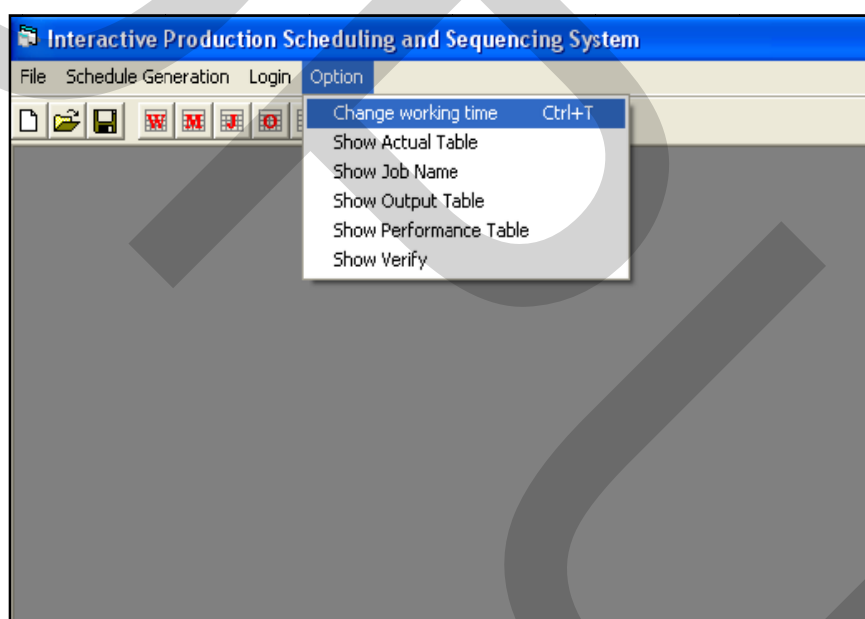 Interactive Production Scheduling and Sequencing System
File Schedule Generation Login Option
W M J O
Change working time Ctrl+T
Show Actual Table
Show Job Name
Show Output Table
Show Performance Table
Show Verify